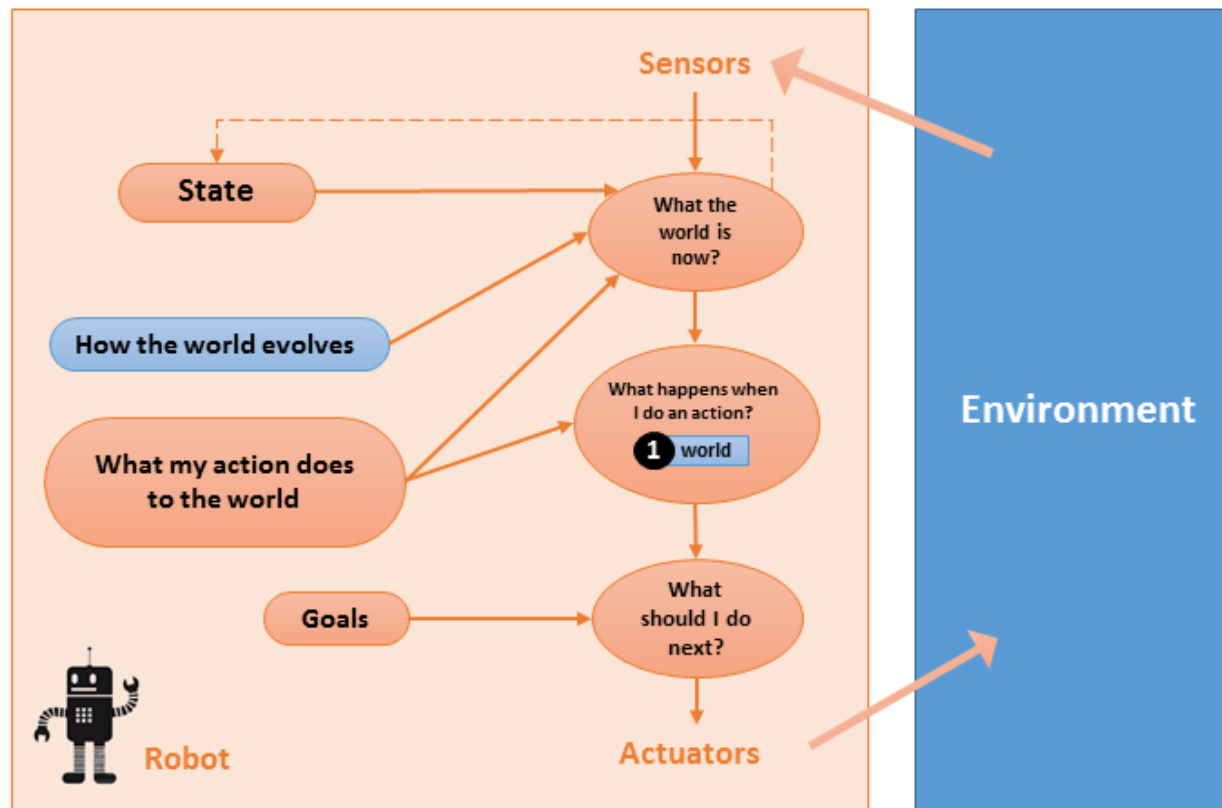 Sensors
State
What the
world is
now?
How the world evolves
What happens when
I do an action?
1 world
Environment
What my action does
to the world
Goals
What
should I do
next?
Robot
Actuators